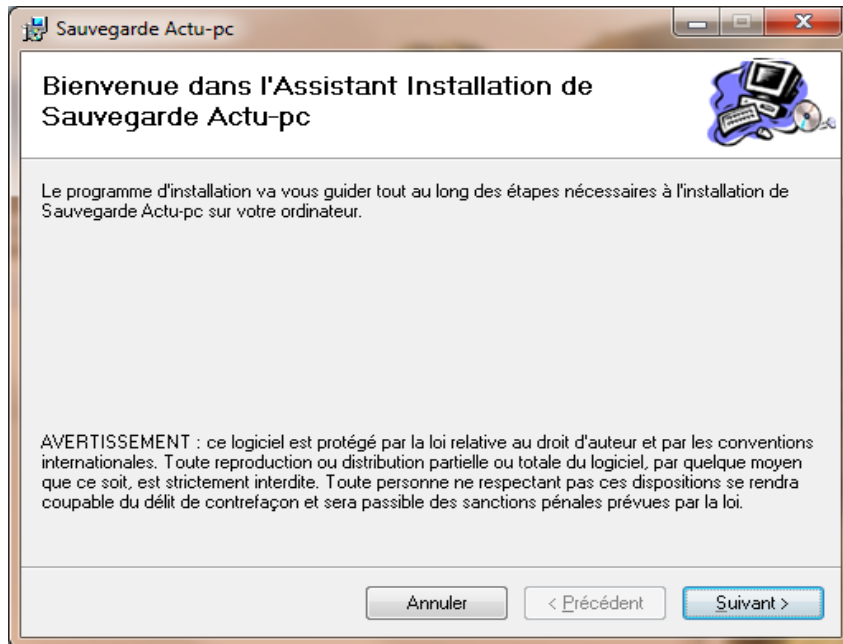 Sauvegarde Actu-pc
Bienvenue dans l'Assistant Installation de
Sauvegarde Actu-pc
Le programme d'installation va vous guider tout au long des étapes nécessaires à l'installation de
Sauvegarde Actu-pc sur votre ordinateur.
AVERTISSEMENT : ce logiciel est protégé par la loi relative au droit d'auteur et par les conventions
internationales. Toute reproduction ou distribution partielle ou totale du logiciel, par quelque moyen
que ce soit, est strictement interdite. Toute personne ne respectant pas ces dispositions se rendra
coupable du délit de contrefaçon et sera passible des sanctions pénales prévues par la loi.
Annuler
< Précédent
Suivant >